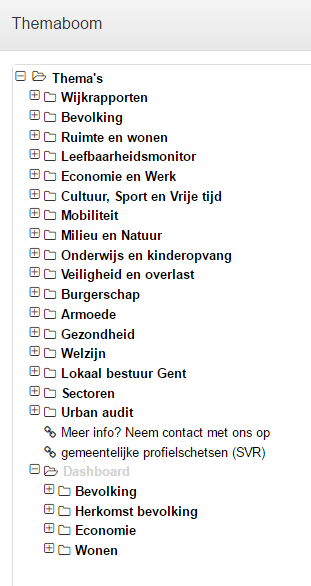 Themaboom
Thema's
Wijkrapporten
Bevolking
Ruimte en wonen
Leefbaarheidsmonitor
Economie en Werk
Cultuur, Sport en Vrije tijd
Mobiliteit
Milieu en Natuur
Onderwijs en kinderopvang
Veiligheid en overlast
Burgerschap
Armoede
Gezondheid
Welzijn
Lokaal bestuur Gent
Sectoren
Urban audit
Meer info? Neem contact met ons op
gemeentelijke profielschetsen (SVR)
Dashboard
Bevolking
Herkomst bevolking
Economie
Wonen